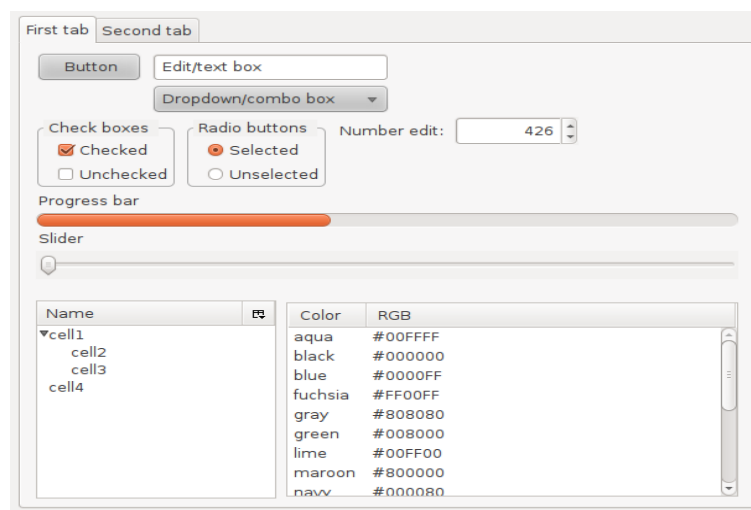 First tab Second tab
Button Edit/text box
Dropdown/combo box
Check boxes Radio buttons Number edit: 426
Checked Selected
Unchecked Unselected
Progress bar
Slider
Name Color RGB
cell1 aqua #00FFFF
cell2 black #000000
cell3 blue #0000FF
cell4 fuchsia #FF00FF
gray #808080
green #008000
lime #00FF00
maroon #800000
navy #000080